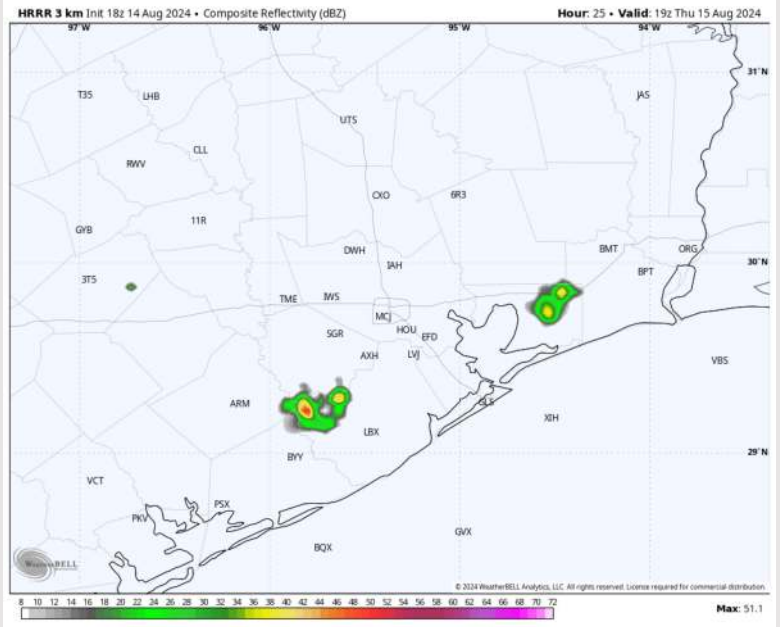 HRRR 3 km Init 18z 14 Aug 2024 • Composite Reflectivity (dBZ)
Hour: 25 • Valid: 19z Thu 15 Aug 2024
97°W 96°W 95°W 94°W
31°N
T35 LHB JAS
UTS
CLL
RWV
CXO 6R3
11R
GYB
DWH BMT ORG
30°N
IAH
BPT
3T5
TME IWS
MCJ
SGR HOU EFD
AXH LVJ
VBS
ARM GLS
XIH
LBX
29°N
BYY
VCT
PSX
PKV
GVX
BQX
WeatherBELL
© 2024 WeatherBELL Analytics, LLC. All rights reserved. License required for commercial distribution.
8 10 12 14 16 18 20 22 24 26 28 30 32 34 36 38 40 42 44 46 48 50 52 54 56 58 60 62 64 66 68 70 72
Max: 51.1